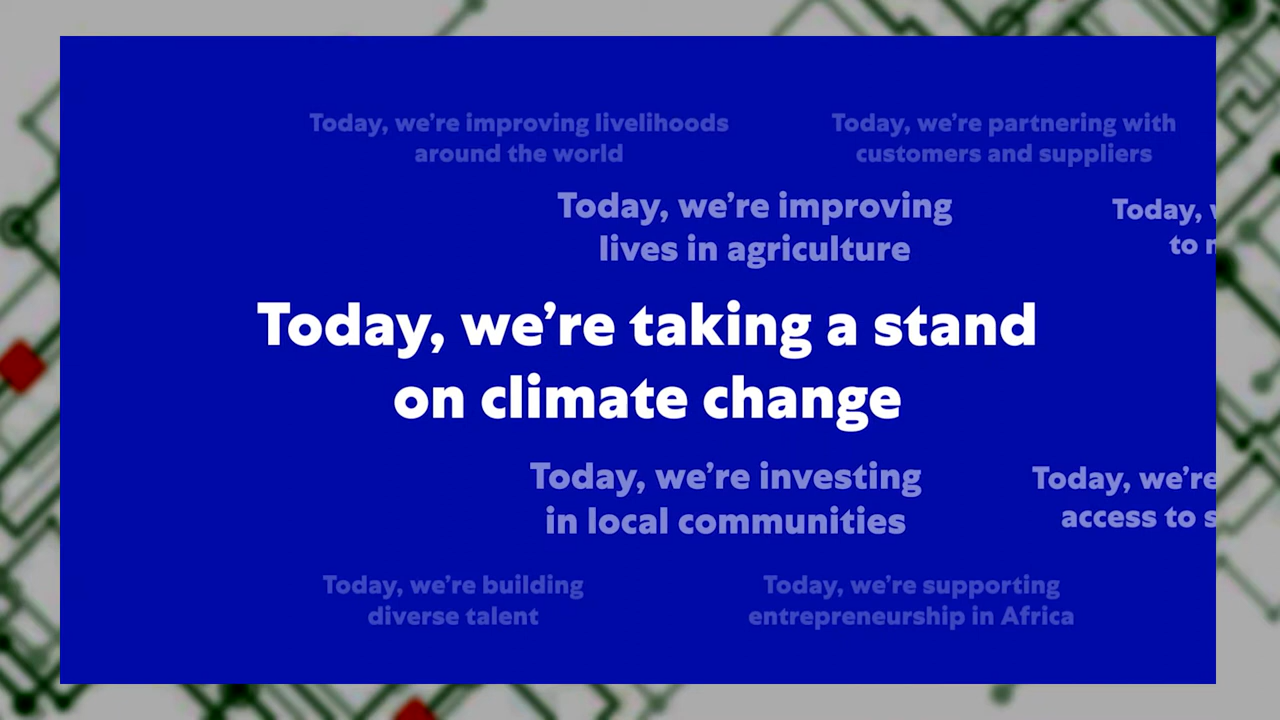 Today, we're improving livelihoods
around the world
Today, we're partnering with
customers and suppliers
Today, we're improving
lives in agriculture
Today,
to
Today, we're taking a stand
on climate change
Today, we're investing
in local communities
Today, we're
access to
Today, we're building
diverse talent
Today, we're supporting
entrepreneurship in Africa